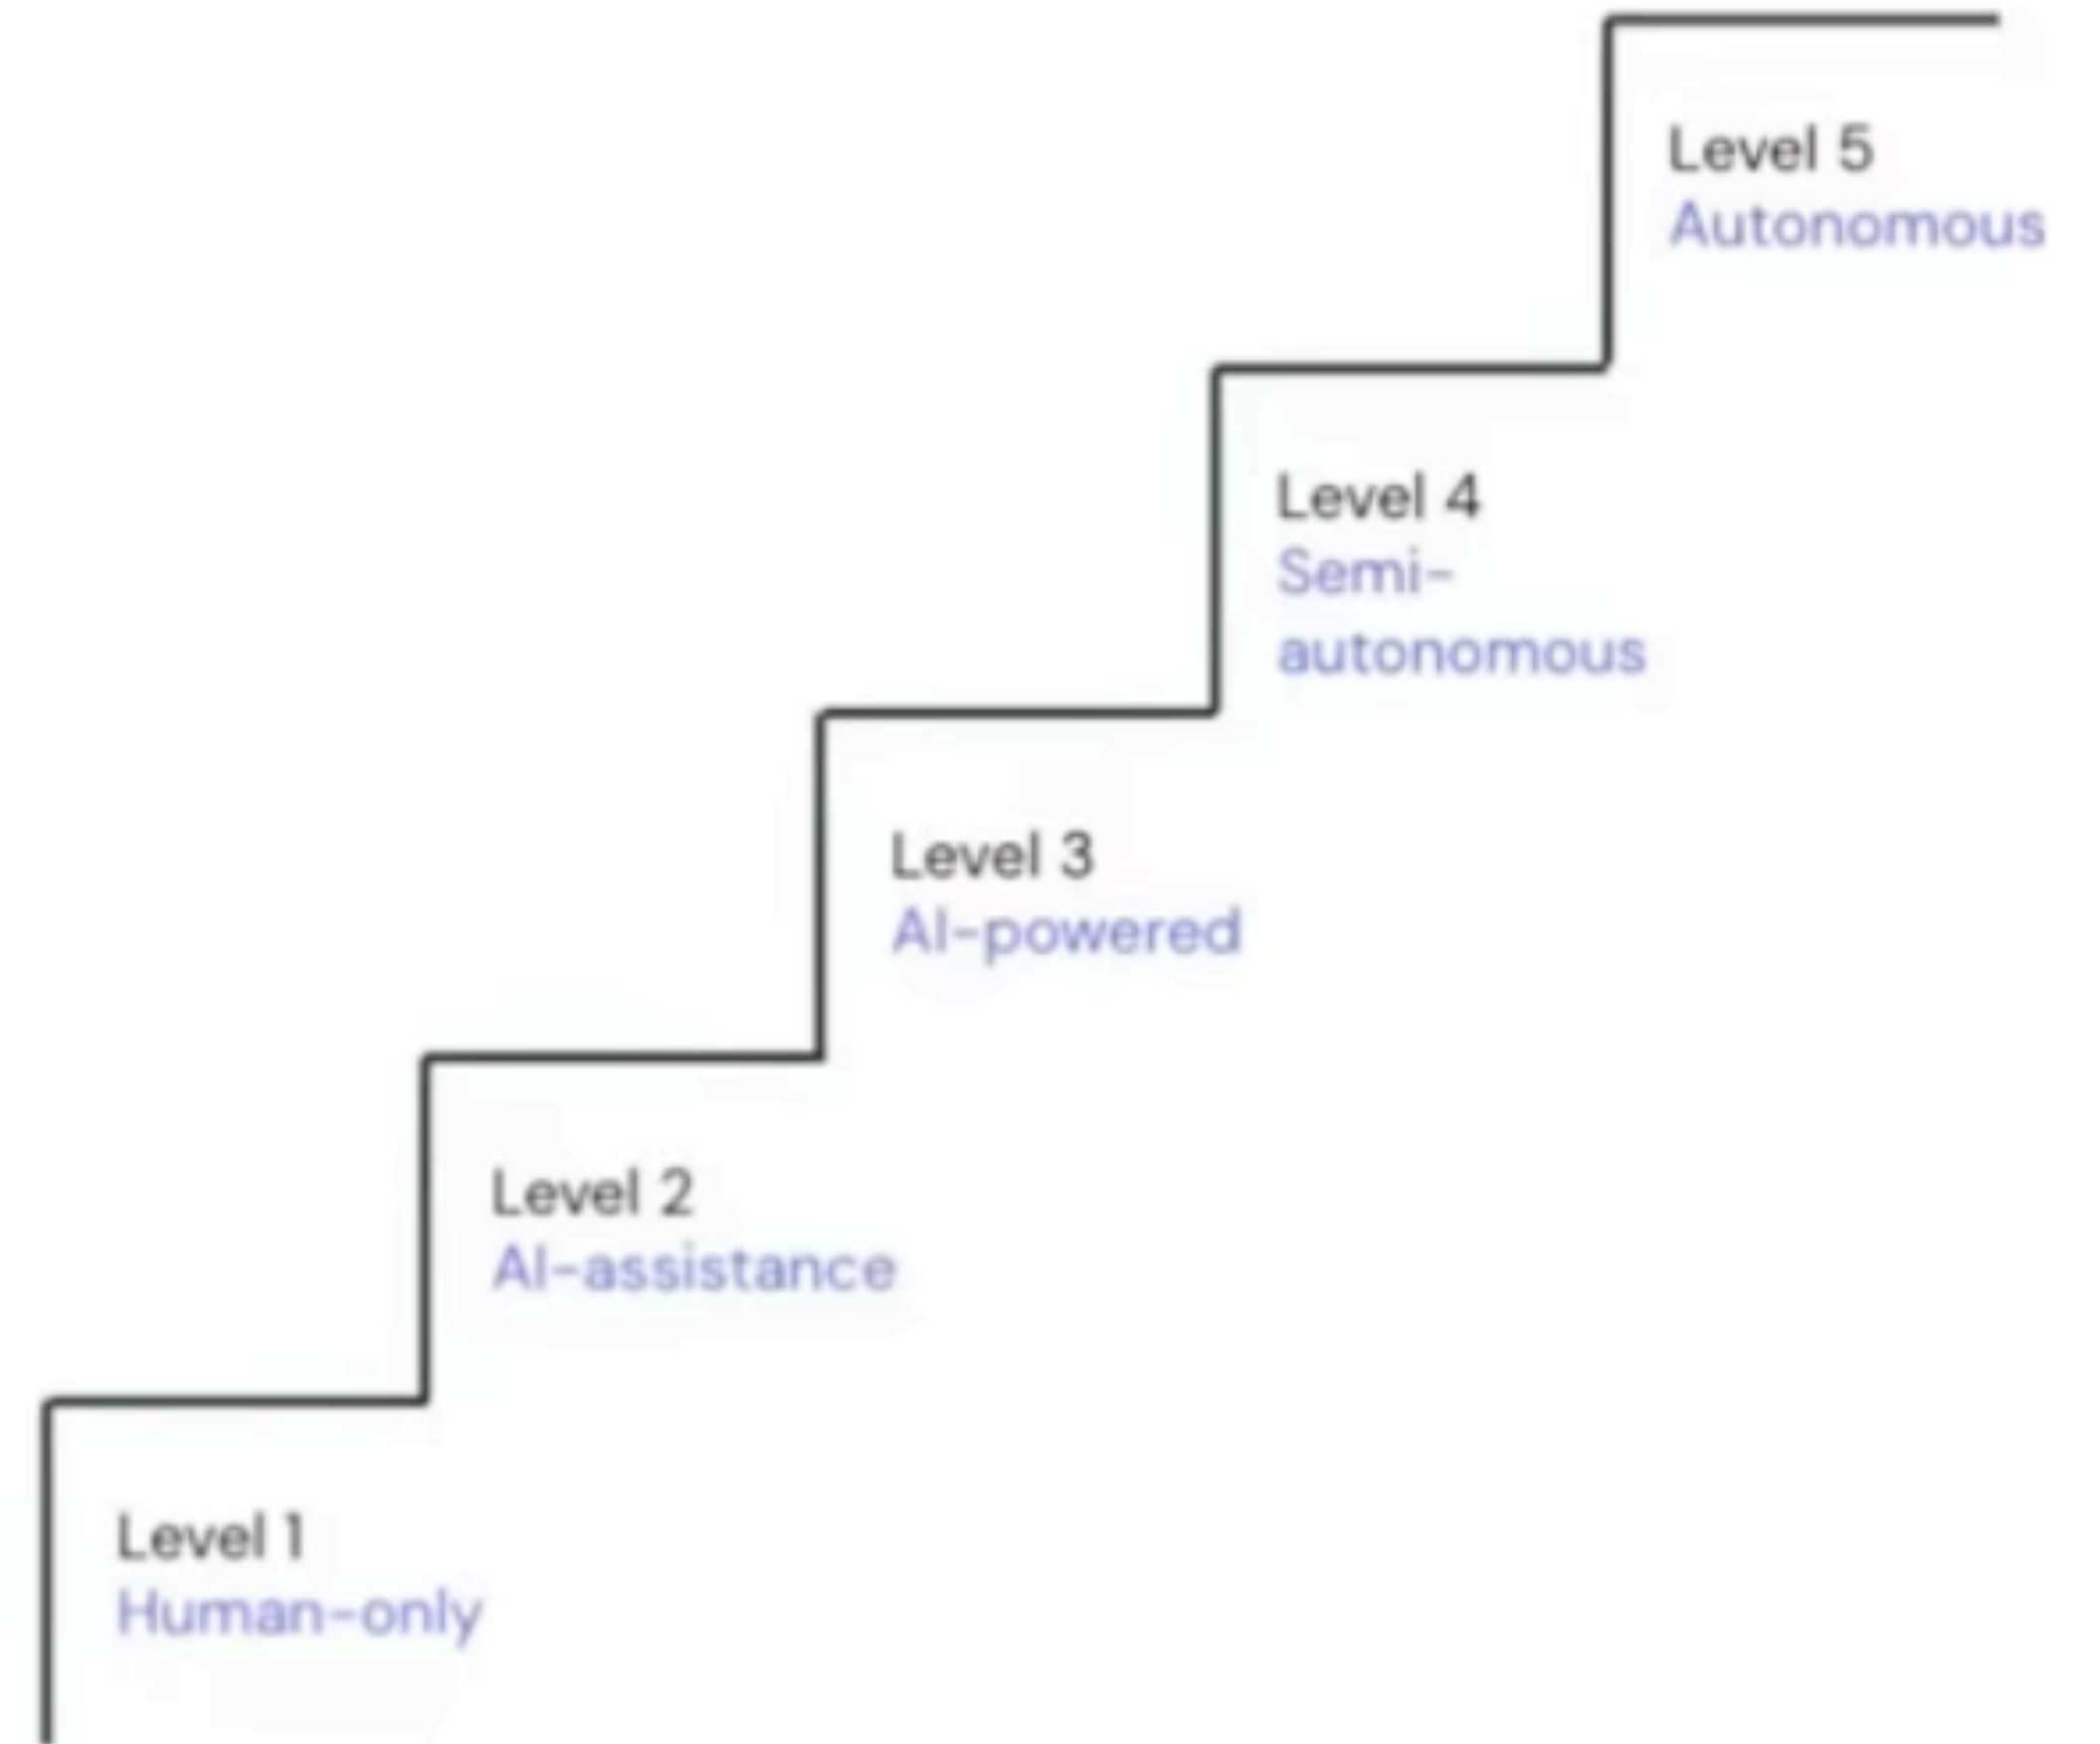 Level 5
Autonomous
Level 4
Semi-
autonomous
Level 3
AI-powered
Level 2
AI-assistance
Level 1
Human-only